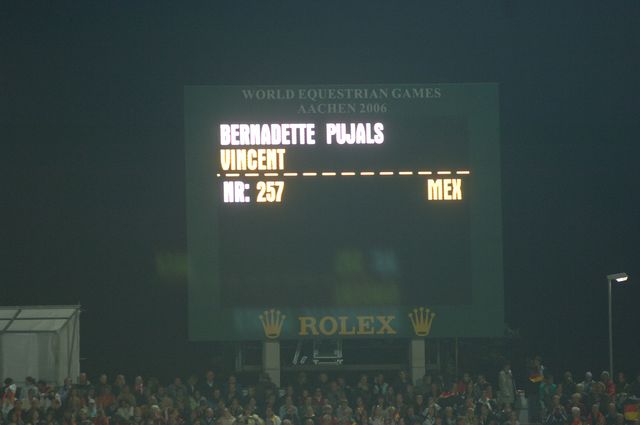 WORLD EQUESTRIAN GAMES
AACHEN 2006
BERNADETTE PUJALS
VINCENT
NR: 257 MEX
ROLEX